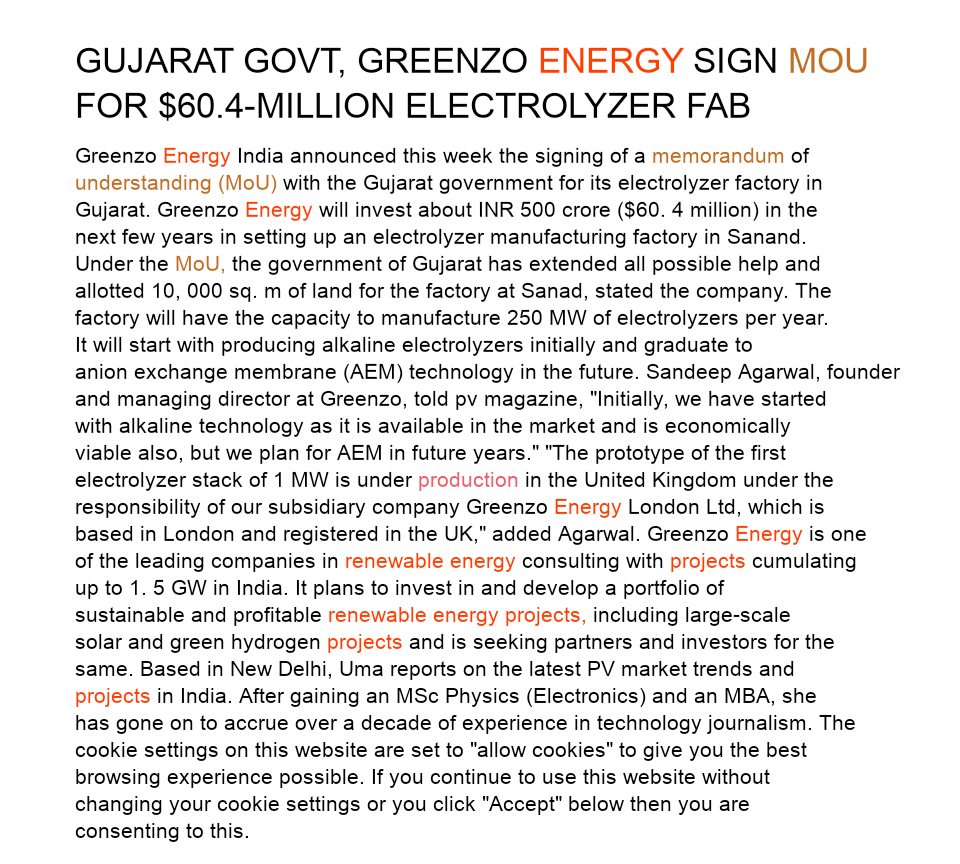 GUJARAT GOVT, GREENZO ENERGY SIGN MOU
FOR $60.4-MILLION ELECTROLYZER FAB
Greenzo Energy India announced this week the signing of a memorandum of
understanding (MoU) with the Gujarat government for its electrolyzer factory in
Gujarat. Greenzo Energy will invest about INR 500 crore ($60. 4 million) in the
next few years in setting up an electrolyzer manufacturing factory in Sanand.
Under the MoU, the government of Gujarat has extended all possible help and
allotted 10, 000 sq. m of land for the factory at Sanad, stated the company. The
factory will have the capacity to manufacture 250 MW of electrolyzers per year.
It will start with producing alkaline electrolyzers initially and graduate to
anion exchange membrane (AEM) technology in the future. Sandeep Agarwal, founder
and managing director at Greenzo, told pv magazine, "Initially, we have started
with alkaline technology as it is available in the market and is economically
viable also, but we plan for AEM in future years." "The prototype of the first
electrolyzer stack of 1 MW is under production in the United Kingdom under the
responsibility of our subsidiary company Greenzo Energy London Ltd, which is
based in London and registered in the UK," added Agarwal. Greenzo Energy is one
of the leading companies in renewable energy consulting with projects cumulating
up to 1. 5 GW in India. It plans to invest in and develop a portfolio of
sustainable and profitable renewable energy projects, including large-scale
solar and green hydrogen projects and is seeking partners and investors for the
same. Based in New Delhi, Uma reports on the latest PV market trends and
projects in India. After gaining an MSc Physics (Electronics) and an MBA, she
has gone on to accrue over a decade of experience in technology journalism. The
cookie settings on this website are set to "allow cookies" to give you the best
browsing experience possible. If you continue to use this website without
changing your cookie settings or you click "Accept" below then you are
consenting to this.